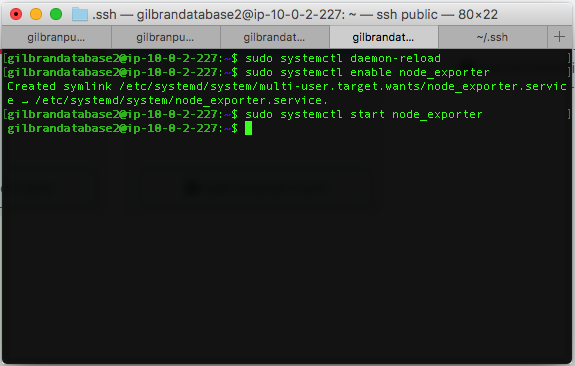 .ssh — gilbrandatabase2@ip-10-0-2-227: ~ — ssh public — 80×22
gilbranpu... gilbranpu... gilbrandat... gilbrandat... ~/.ssh +
[gilbrandatabase2@ip-10-0-2-227:~$ sudo systemctl daemon-reload ]
[gilbrandatabase2@ip-10-0-2-227:~$ sudo systemctl enable node_exporter ]
Created symlink /etc/systemd/system/multi-user.target.wants/node_exporter.servic
e → /etc/systemd/system/node_exporter.service.
[gilbrandatabase2@ip-10-0-2-227:~$ sudo systemctl start node_exporter ]
gilbrandatabase2@ip-10-0-2-227:~$